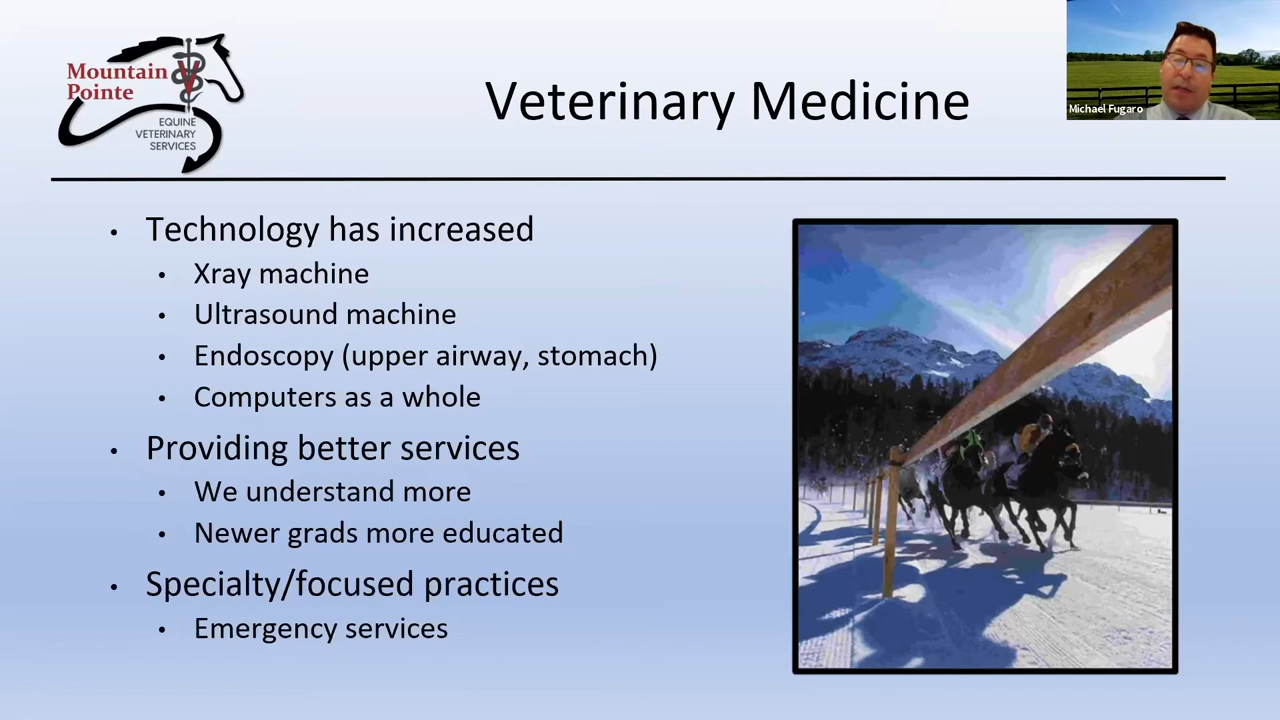 Mountain
Pointe
EQUINE
VETERINARY
SERVICES
Veterinary Medicine
Michael Fugaro
• Technology has increased
• Xray machine
• Ultrasound machine
• Endoscopy (upper airway, stomach)
• Computers as a whole
• Providing better services
• We understand more
• Newer grads more educated
• Specialty/focused practices
• Emergency services